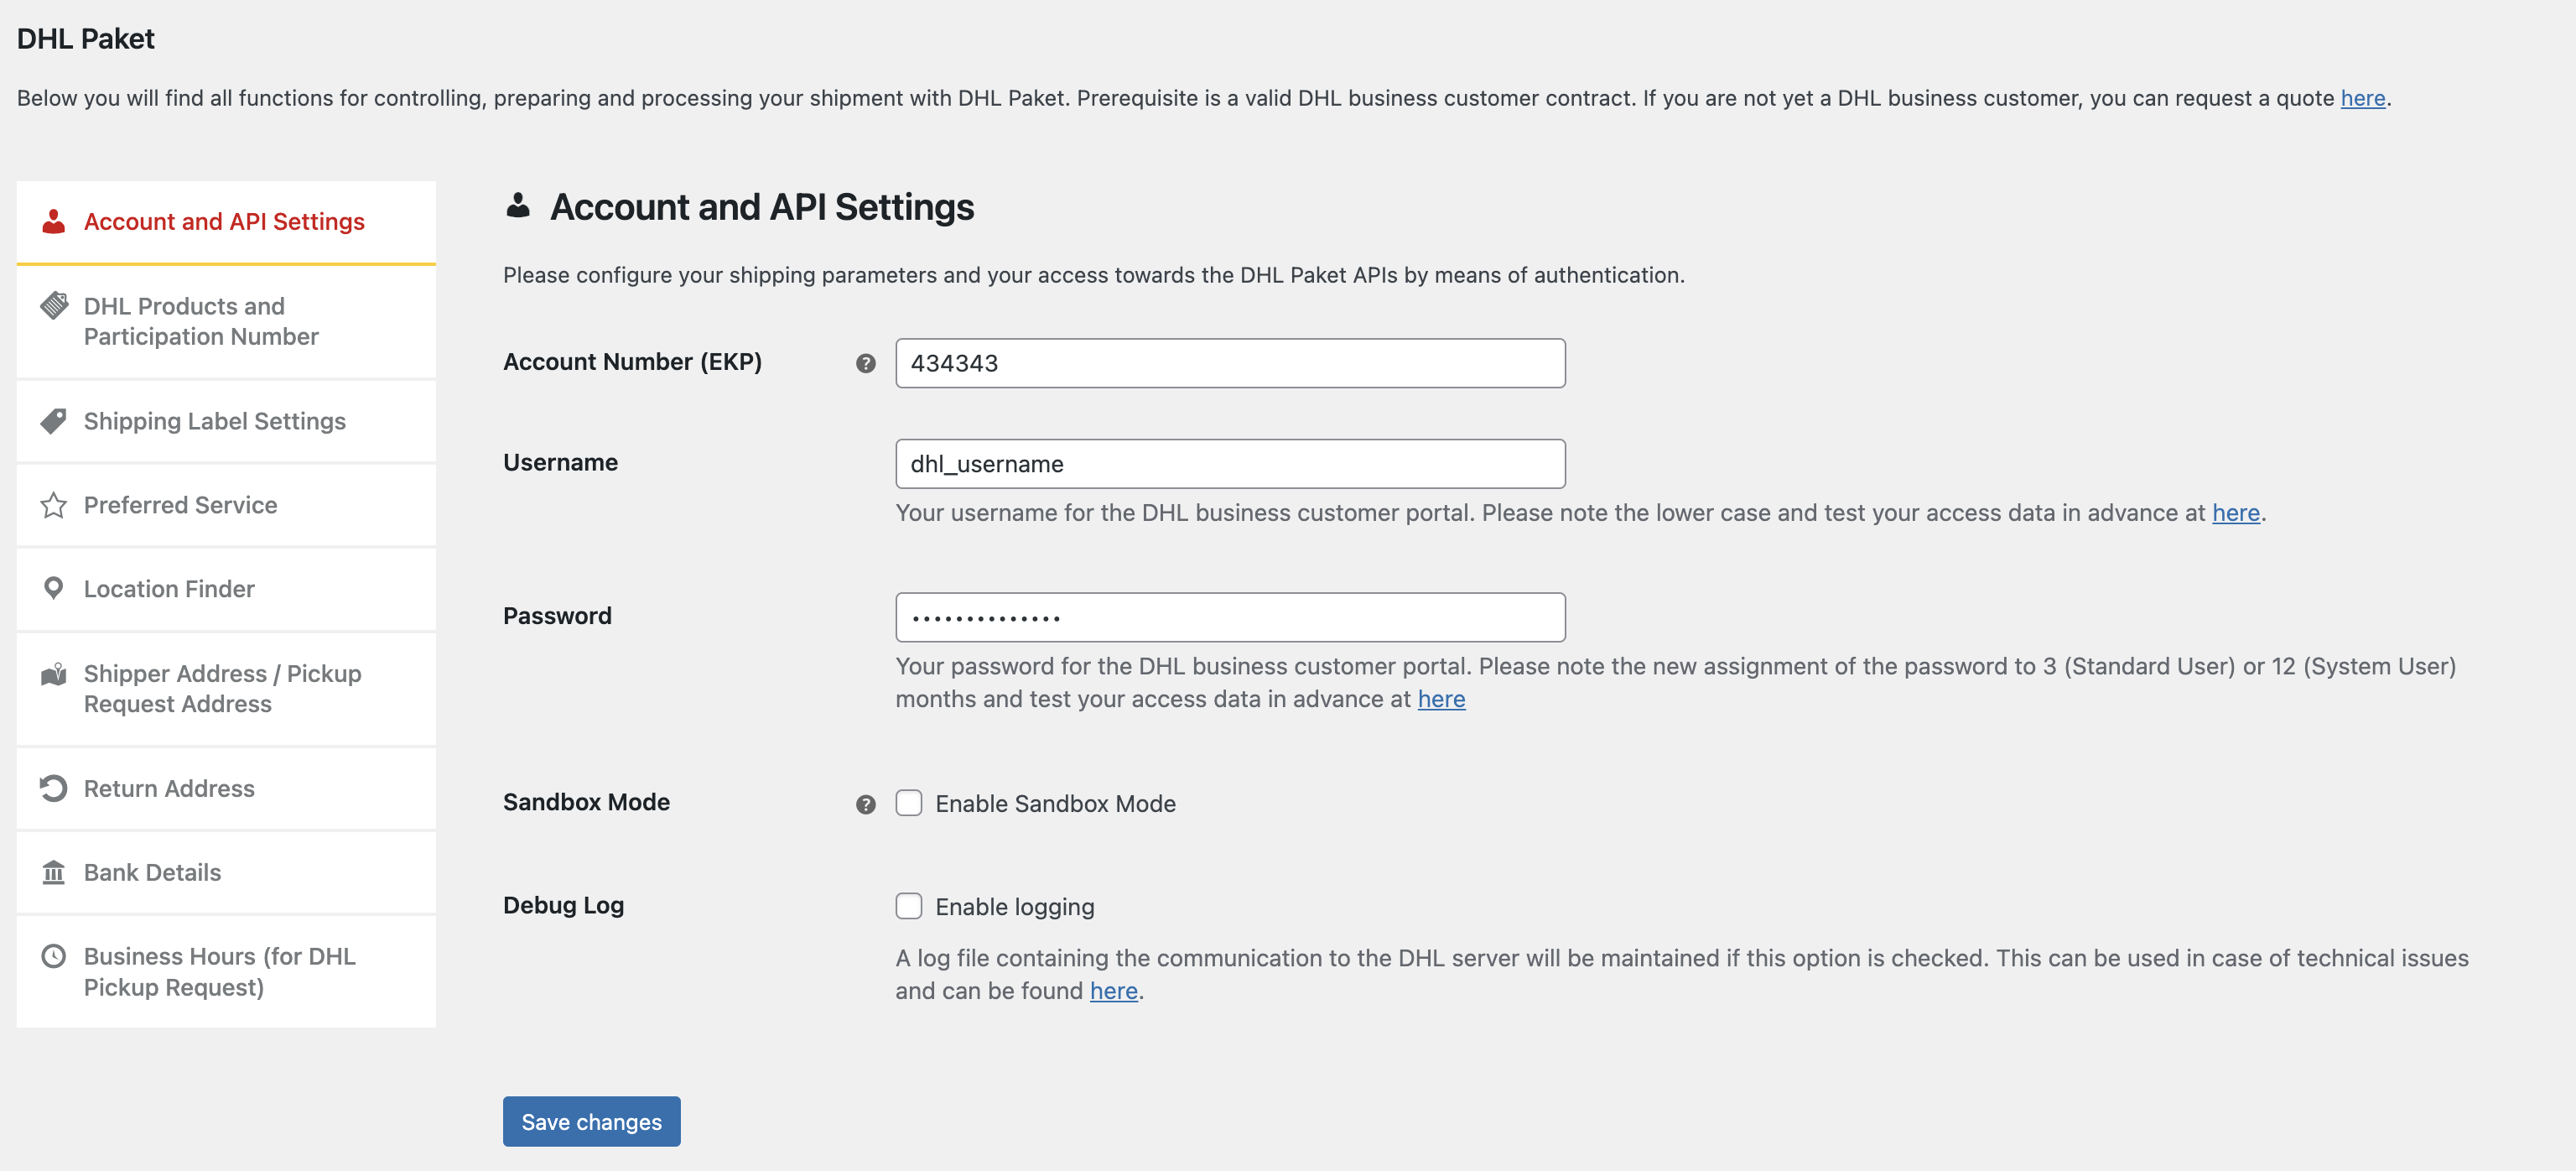 DHL Paket
Below you will find all functions for controlling, preparing and processing your shipment with DHL Paket. Prerequisite is a valid DHL business customer contract. If you are not yet a DHL business customer, you can request a quote here.
Account and API Settings
DHL Products and
Participation Number
Shipping Label Settings
Preferred Service
Location Finder
Shipper Address / Pickup
Request Address
Return Address
Bank Details
Business Hours (for DHL
Pickup Request)
Account and API Settings
Please configure your shipping parameters and your access towards the DHL Paket APIs by means of authentication.
Account Number (EKP) ? 434343
Username dhl_username
Your username for the DHL business customer portal. Please note the lower case and test your access data in advance at here.
Password ••••••••••••••
Your password for the DHL business customer portal. Please note the new assignment of the password to 3 (Standard User) or 12 (System User)
months and test your access data in advance at here
Sandbox Mode ? Enable Sandbox Mode
Debug Log Enable logging
A log file containing the communication to the DHL server will be maintained if this option is checked. This can be used in case of technical issues
and can be found here.
Save changes